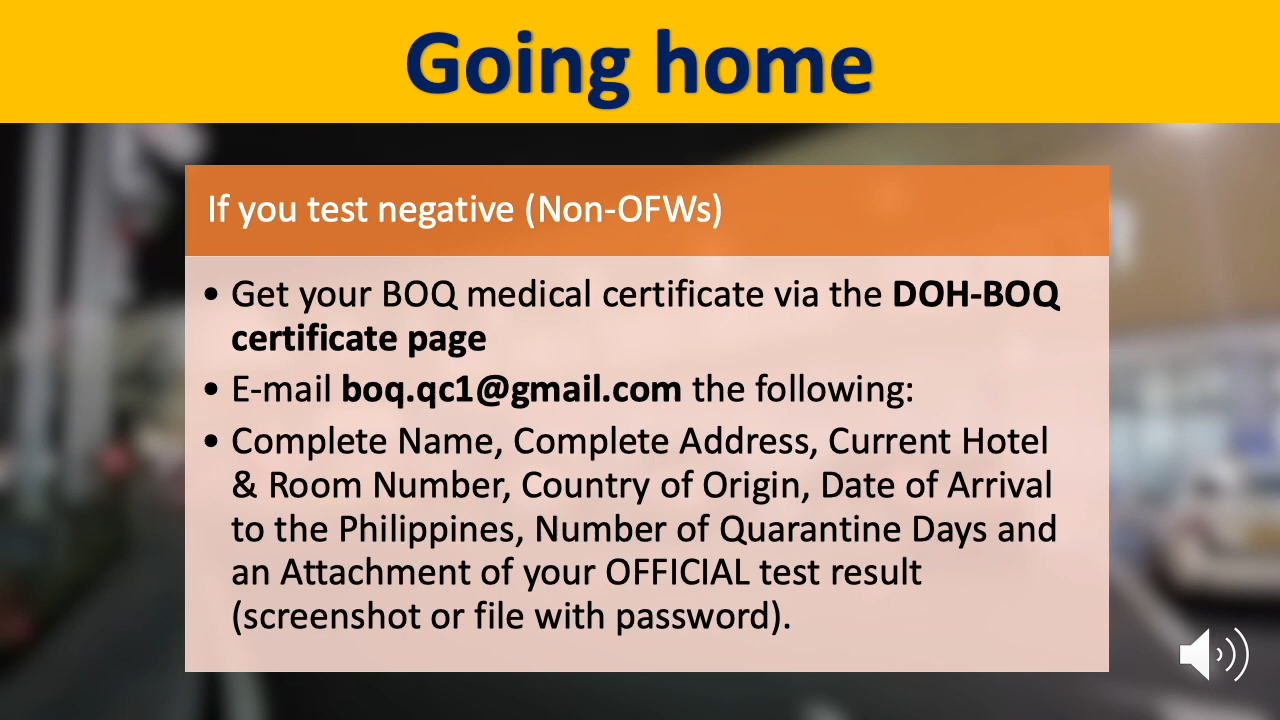 Going home
If you test negative (Non-OFWs)
• Get your BOQ medical certificate via the DOH-BOQ
certificate page
• E-mail boq.qc1@gmail.com the following:
• Complete Name, Complete Address, Current Hotel
& Room Number, Country of Origin, Date of Arrival
to the Philippines, Number of Quarantine Days and
an Attachment of your OFFICIAL test result
(screenshot or file with password).